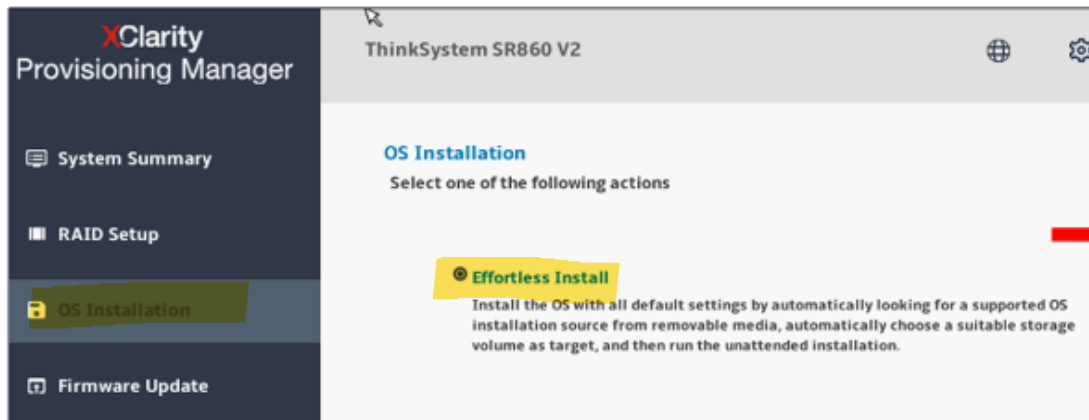 XClarity
Provisioning Manager
ThinkSystem SR860 V2
System Summary
RAID Setup
OS Installation
Firmware Update
OS Installation
Select one of the following actions
Effortless Install
Install the OS with all default settings by automatically looking for a supported OS
installation source from removable media, automatically choose a suitable storage
volume as target, and then run the unattended installation.